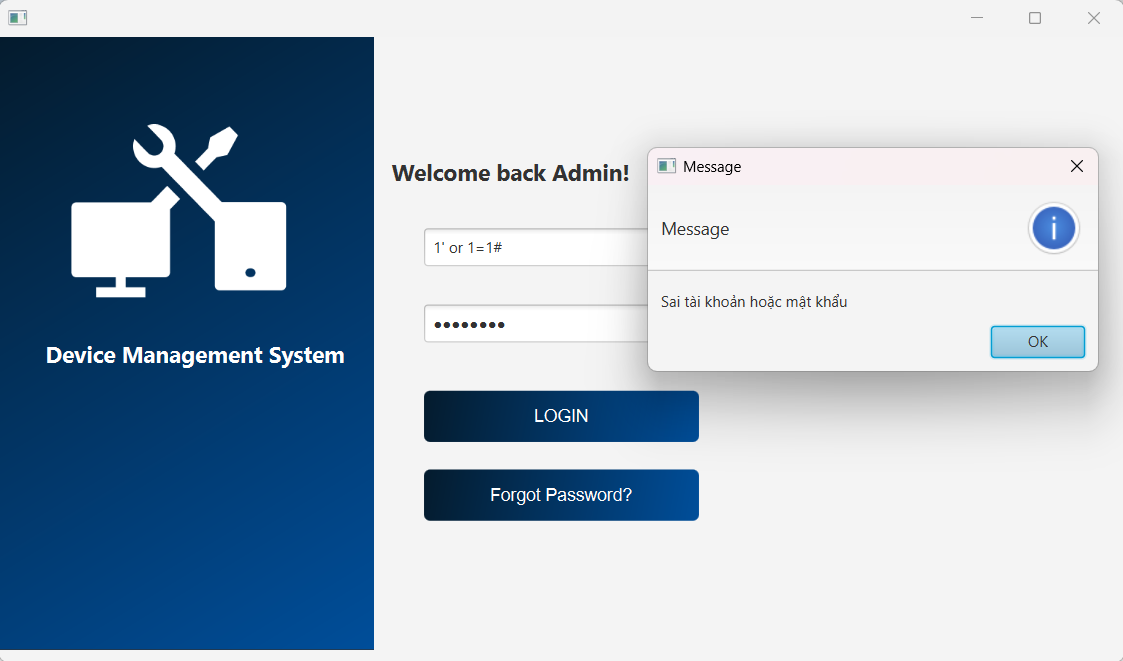 Device Management System
Welcome back Admin!
1' or 1=1#
••••••••
LOGIN
Forgot Password?
Message
Message
i
Sai tài khoản hoặc mật khẩu
OK